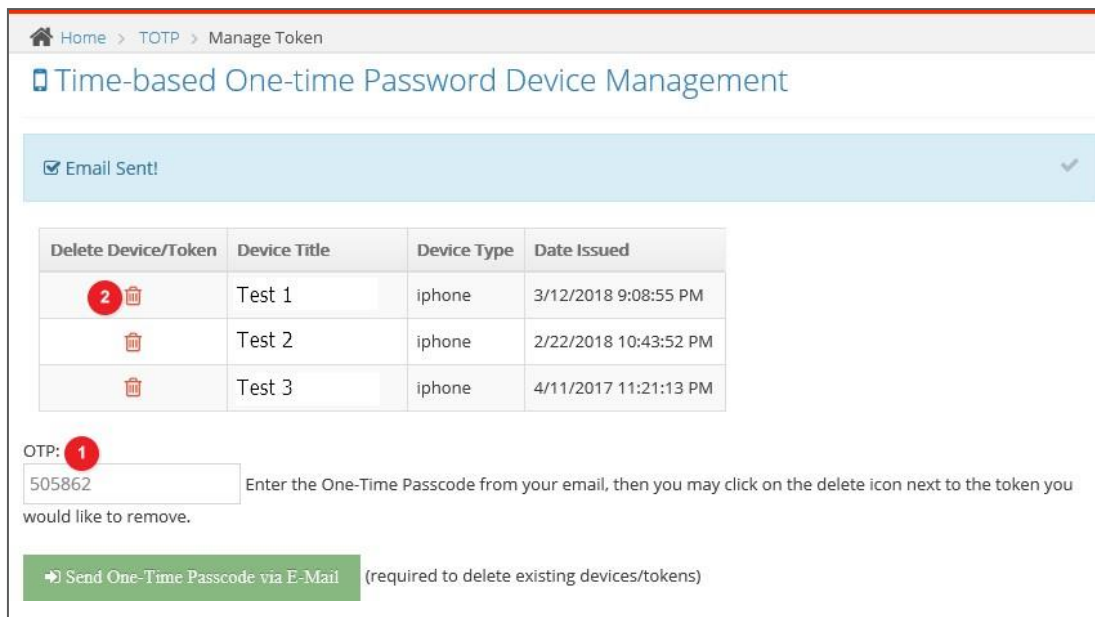 Home > TOTP > Manage Token
Time-based One-time Password Device Management
Email Sent!
Delete Device/Token Device Title Device Type Date Issued
2 Test 1 iphone 3/12/2018 9:08:55 PM
Test 2 iphone 2/22/2018 10:43:52 PM
Test 3 iphone 4/11/2017 11:21:13 PM
OTP: 1
505862 Enter the One-Time Passcode from your email, then you may click on the delete icon next to the token you
would like to remove.
Send One-Time Passcode via E-Mail (required to delete existing devices/tokens)